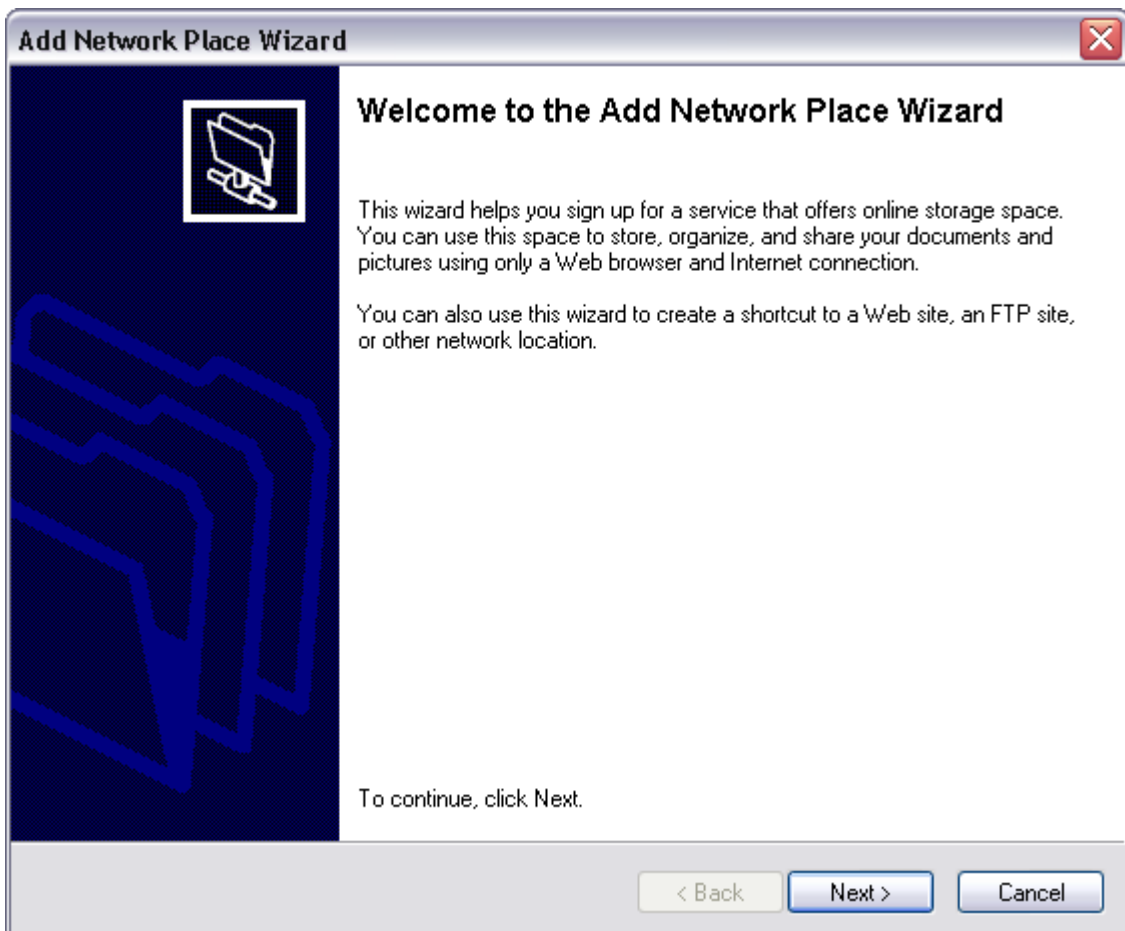 Add Network Place Wizard
Welcome to the Add Network Place Wizard
This wizard helps you sign up for a service that offers online storage space.
You can use this space to store, organize, and share your documents and
pictures using only a Web browser and Internet connection.
You can also use this wizard to create a shortcut to a Web site, an FTP site,
or other network location.
To continue, click Next.
< Back Next > Cancel